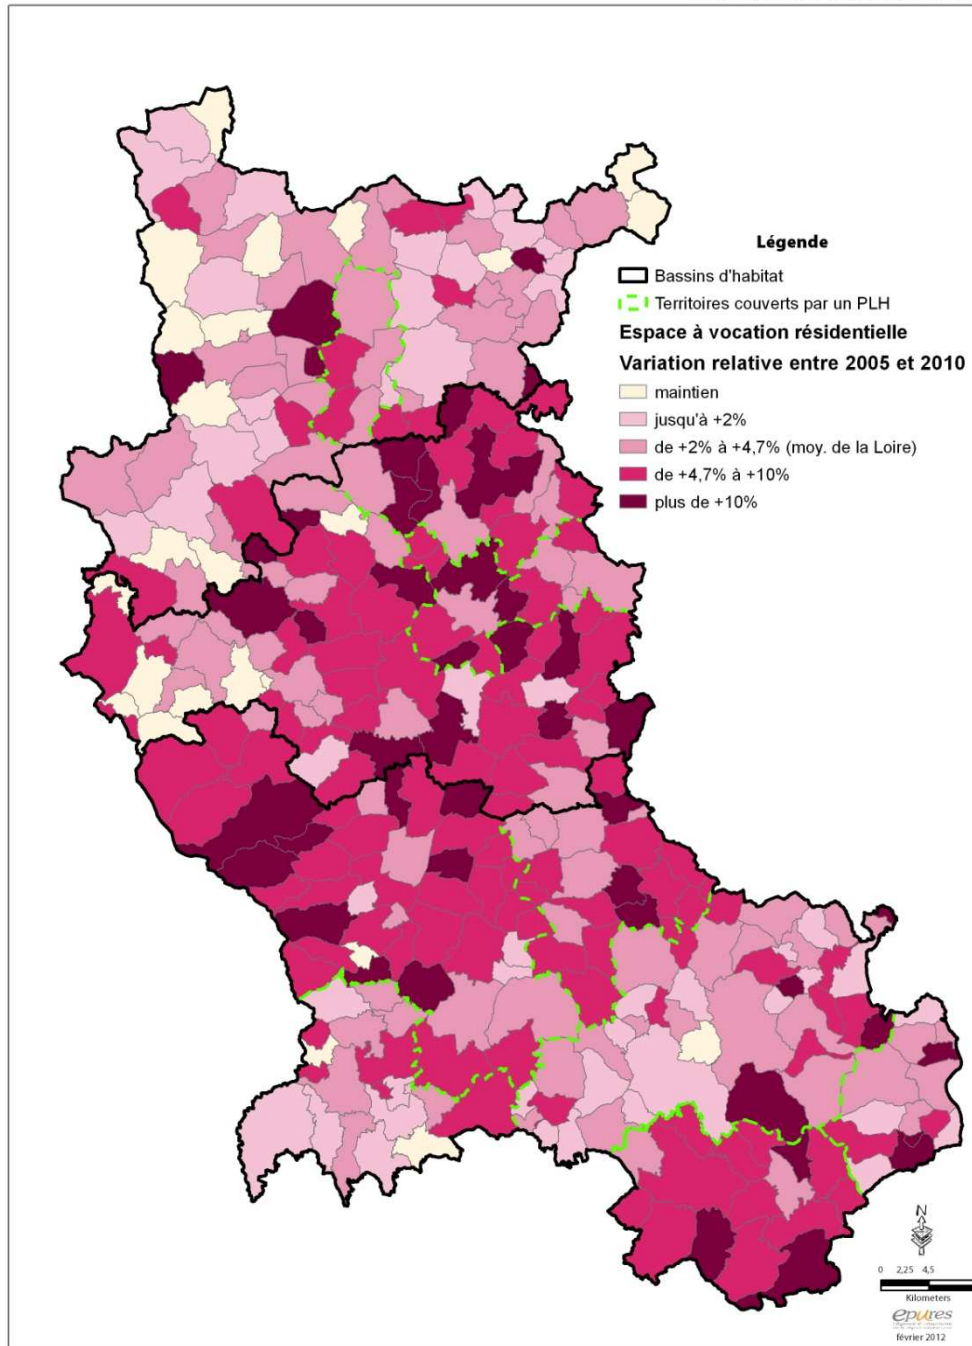 Légende
Bassins d'habitat
Territoires couverts par un PLH
Espace à vocation résidentielle
Variation relative entre 2005 et 2010
maintien
jusqu'à +2%
de +2% à +4,7% (moy. de la Loire)
de +4,7% à +10%
plus de +10%
N
0 2,25 4,5
Kilometers
epures
février 2012